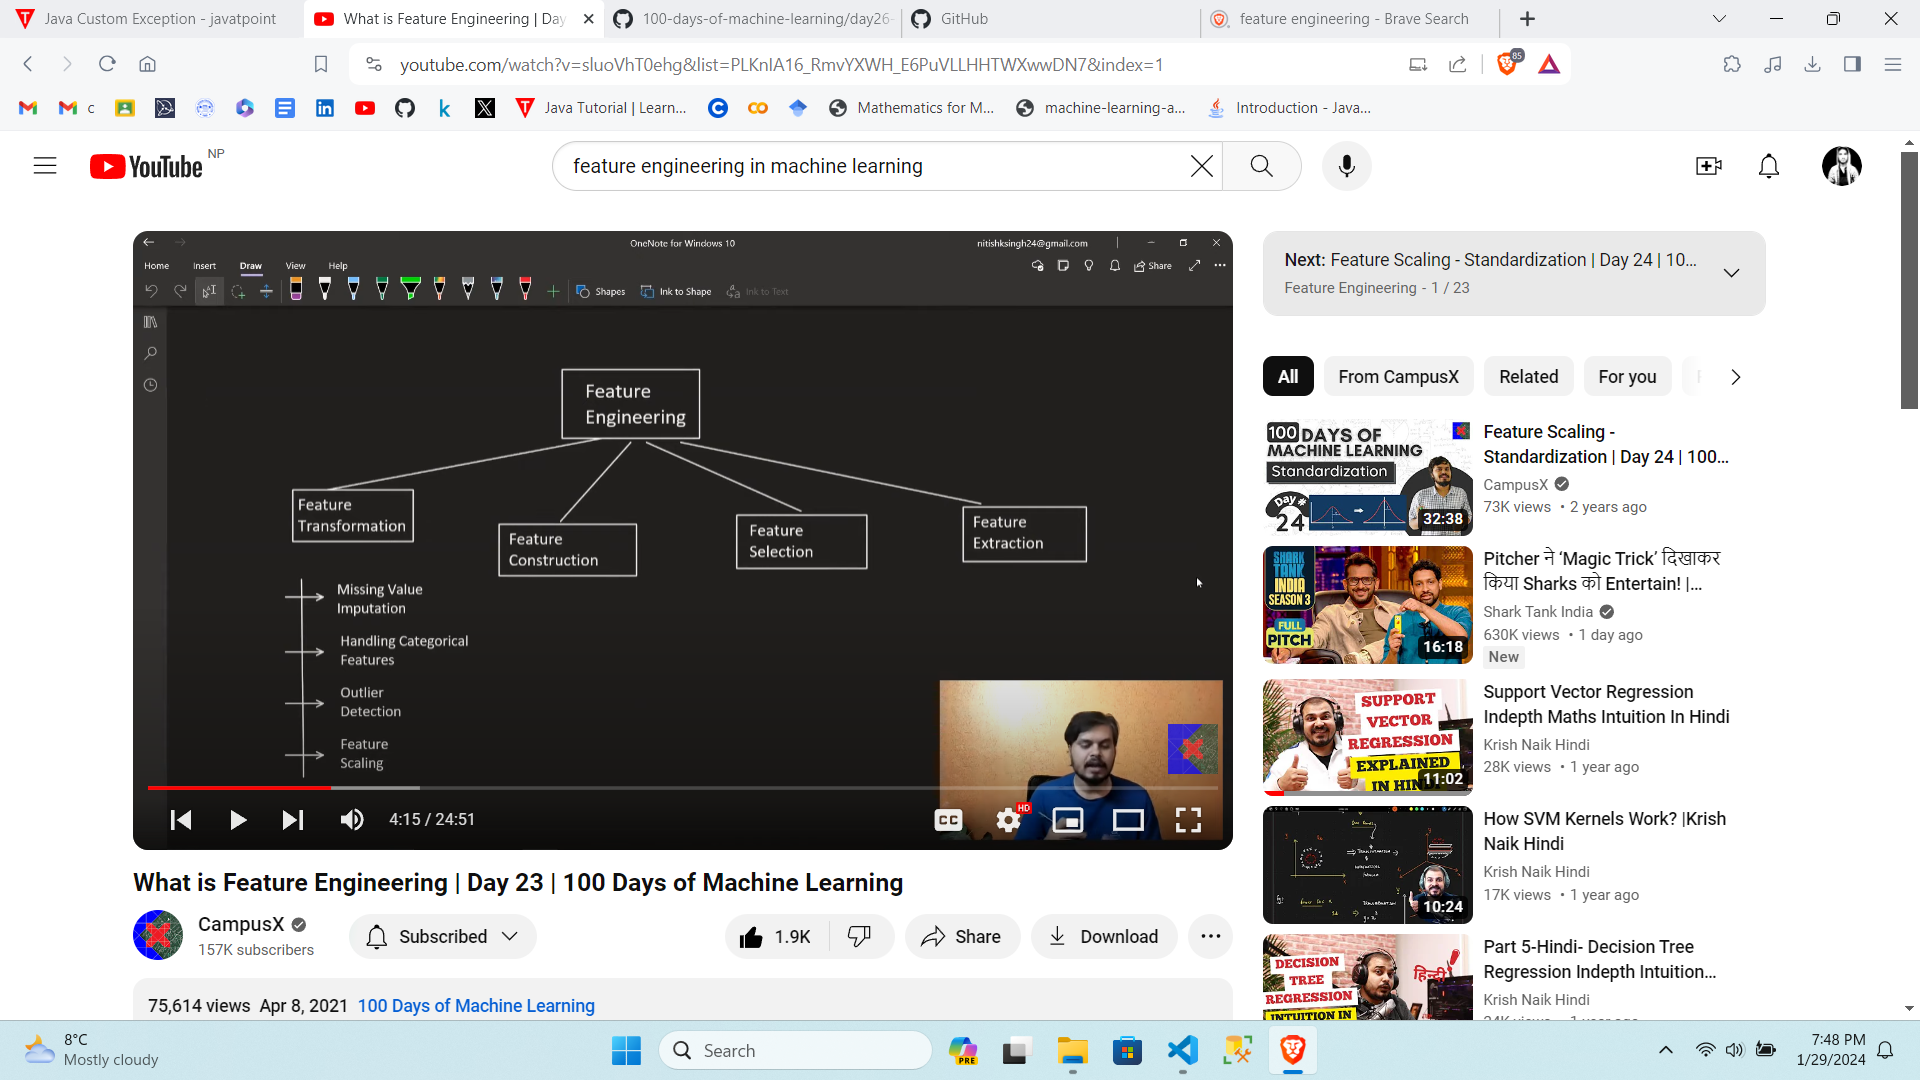 Java Custom Exception - javatpoint
What is Feature Engineering | Day
100-days-of-machine-learning/day26-
GitHub
feature engineering - Brave Search
youtube.com/watch?v=sluoVhT0ehg&list=PLKnIA16_RmvYXWH_E6PuVLLHHTWXwwDN7&index=1
85
c
Java Tutorial | Learn...
Mathematics for M...
machine-learning-a...
Introduction - Java...
YouTube NP
feature engineering in machine learning
OneNote for Windows 10
nitishksingh24@gmail.com
Home Insert Draw View Help
Share
Shapes
Ink to Shape
Ink to Text
Feature
Engineering
Feature
Transformation
Feature
Construction
Feature
Selection
Feature
Extraction
Missing Value
Imputation
Handling Categorical
Features
Outlier
Detection
Feature
Scaling
4:15 / 24:51
CC
HD
What is Feature Engineering | Day 23 | 100 Days of Machine Learning
CampusX
157K subscribers
Subscribed
1.9K
Share
Download
75,614 views Apr 8, 2021 100 Days of Machine Learning
Next: Feature Scaling - Standardization | Day 24 | 10...
Feature Engineering - 1 / 23
All
From CampusX
Related
For you
100 DAYS OF
MACHINE LEARNING
Standardization
Day #
24
32:38
Feature Scaling -
Standardization | Day 24 | 100...
CampusX
73K views • 2 years ago
SHARK
TANK
INDIA
SEASON 3
FULL
PITCH
16:18
Pitcher ने ‘Magic Trick’ दिखाकर
किया Sharks को Entertain! |...
Shark Tank India
630K views • 1 day ago
New
SUPPORT
VECTOR
REGRESSION
EXPLAINED
IN HINDI
11:02
Support Vector Regression
Indepth Maths Intuition In Hindi
Krish Naik Hindi
28K views • 1 year ago
10:24
How SVM Kernels Work? |Krish
Naik Hindi
Krish Naik Hindi
17K views • 1 year ago
DECISION
TREE
REGRESSION
INTUITION IN
हिन्दी
Part 5-Hindi- Decision Tree
Regression Indepth Intuition...
Krish Naik Hindi
8°C
Mostly cloudy
Search
PRE
7:48 PM
1/29/2024